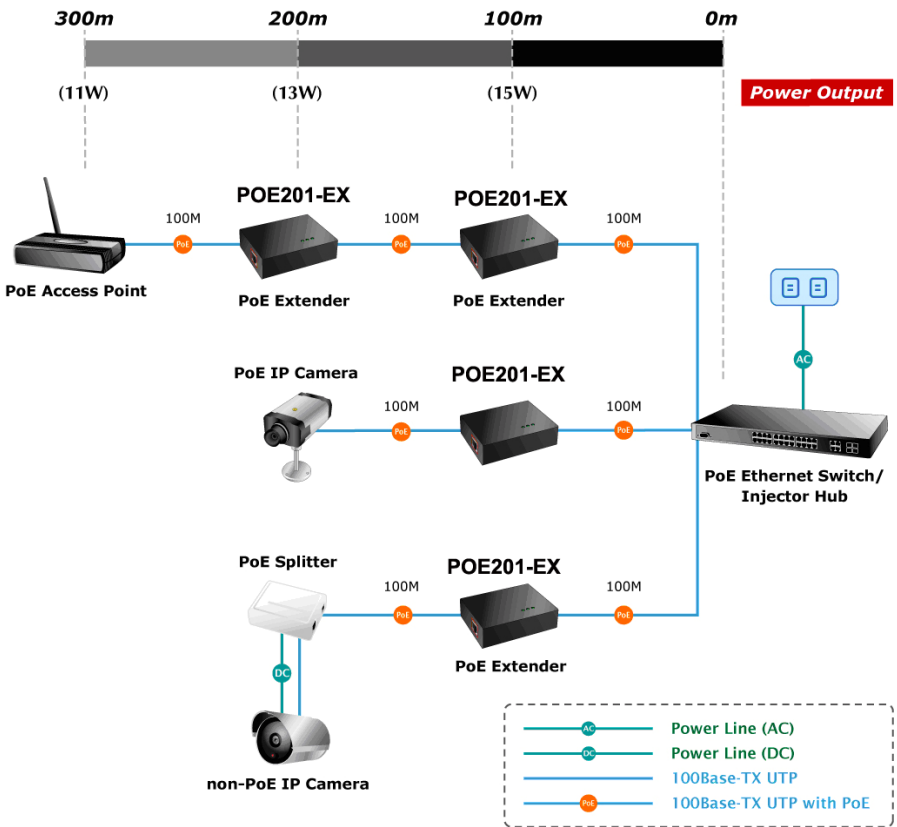 300m
200m
100m
0m
(11W)
(13W)
(15W)
Power Output
POE201-EX
POE201-EX
100M
100M
100M
PoE
PoE
PoE
PoE Access Point
PoE Extender
PoE Extender
AC
PoE IP Camera
POE201-EX
100M
100M
PoE
PoE
PoE Ethernet Switch/
Injector Hub
PoE Splitter
POE201-EX
100M
100M
PoE
PoE
PoE Extender
DC
non-PoE IP Camera
AC
Power Line (AC)
DC
Power Line (DC)
100Base-TX UTP
PoE
100Base-TX UTP with PoE